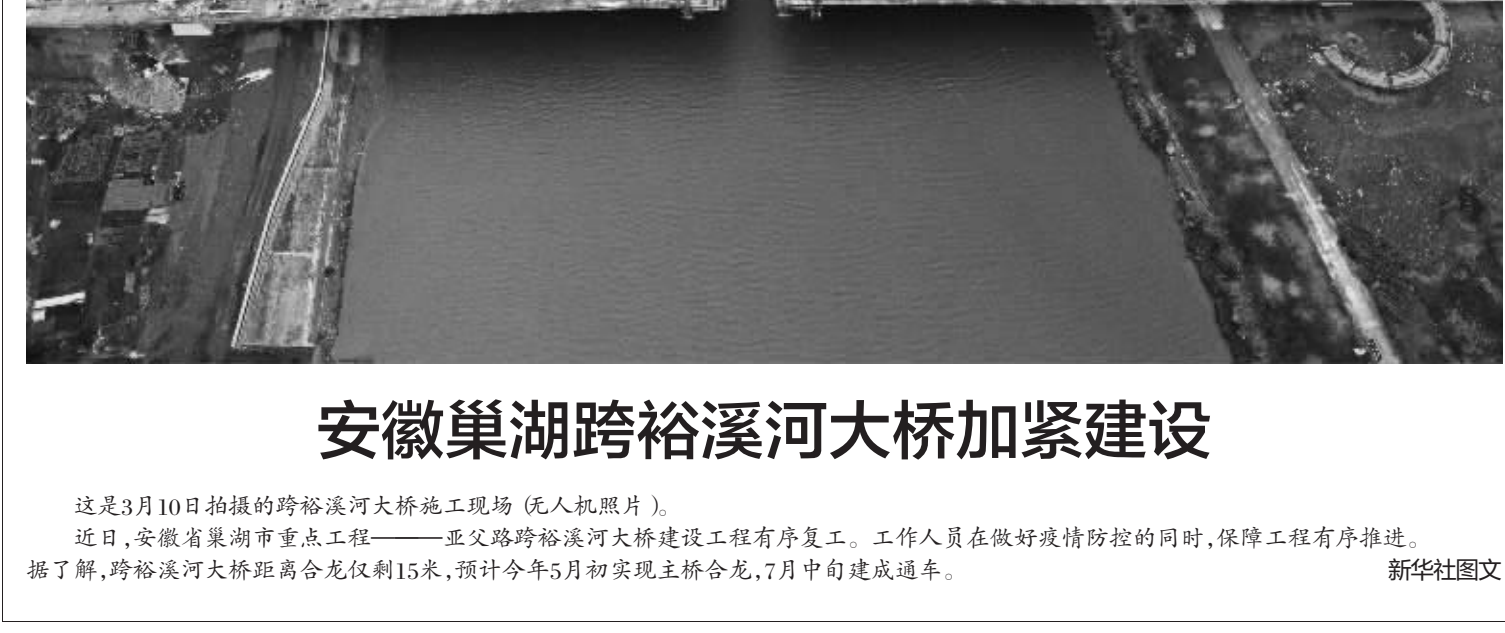 安徽巢湖跨裕溪河大桥加紧建设
这是3月10日拍摄的跨裕溪河大桥施工现场(无人机照片)。
近日,安徽省巢湖市重点工程———亚父路跨裕溪河大桥建设工程有序复工。工作人员在做好疫情防控的同时,保障工程有序推进。
据了解,跨裕溪河大桥距离合龙仅剩15米,预计今年5月初实现主桥合龙,7月中旬建成通车。 新华社图文